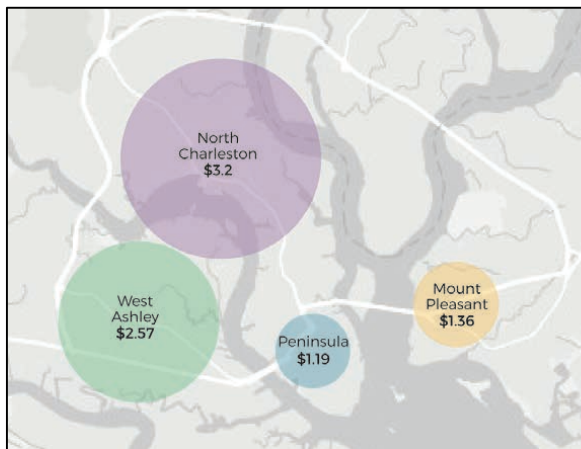 North
Charleston
$3.2
West
Ashley
$2.57
Mount
Pleasant
$1.36
Peninsula
$1.19